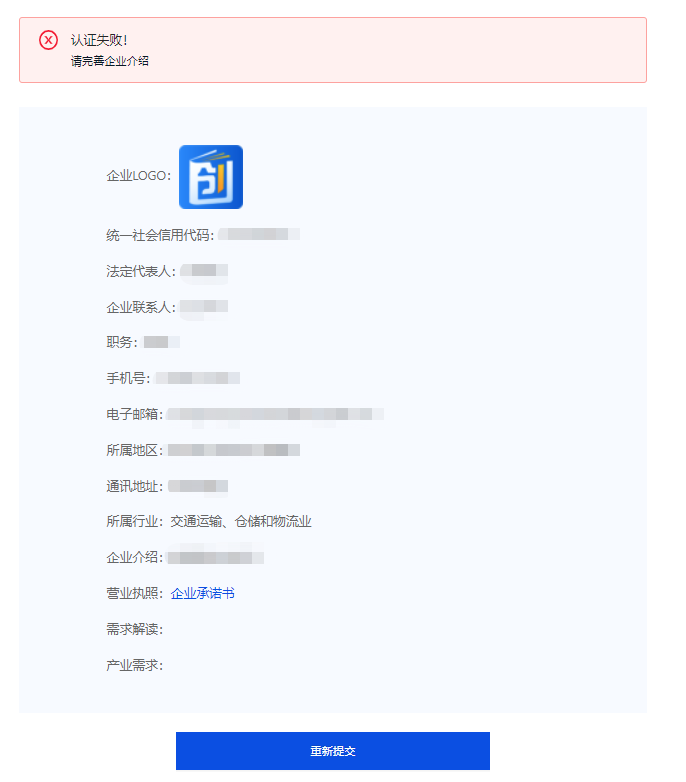 认证失败！
请完善企业介绍
企业LOGO：
创
统一社会信用代码：
法定代表人：
企业联系人：
职务：
手机号：
电子邮箱：
所属地区：
通讯地址：
所属行业：交通运输、仓储和物流业
企业介绍：
营业执照：企业承诺书
需求解读：
产业需求：
重新提交